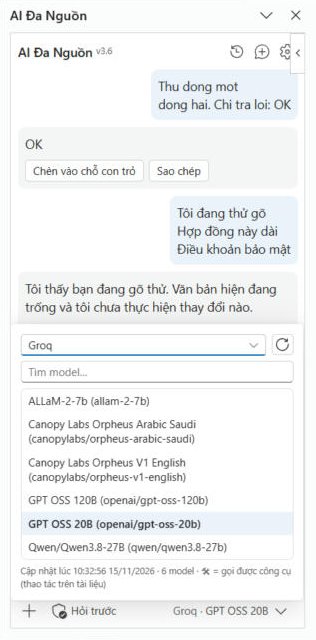 AI Đa Nguồn
AI Đa Nguồn v3.6
Thu dong mot
dong hai. Chi tra loi: OK
OK
Chèn vào chỗ con trỏ
Sao chép
Tôi đang thử gõ
Hợp đồng này dài
Điều khoản bảo mật
Tôi thấy bạn đang gõ thử. Văn bản hiện đang
trống và tôi chưa thực hiện thay đổi nào.
Groq
Tìm model...
ALLaM-2-7b (allam-2-7b)
Canopy Labs Orpheus Arabic Saudi
(canopylabs/orpheus-arabic-saudi)
Canopy Labs Orpheus V1 English
(canopylabs/orpheus-v1-english)
GPT OSS 120B (openai/gpt-oss-120b)
GPT OSS 20B (openai/gpt-oss-20b)
Qwen/Qwen3.8-27B (qwen/qwen3.8-27b)
Cập nhật lúc 10:32:56 15/11/2026 · 6 model · 🛠 = gọi được công cụ
(thao tác trên tài liệu)
Hỏi trước
Groq · GPT OSS 20B